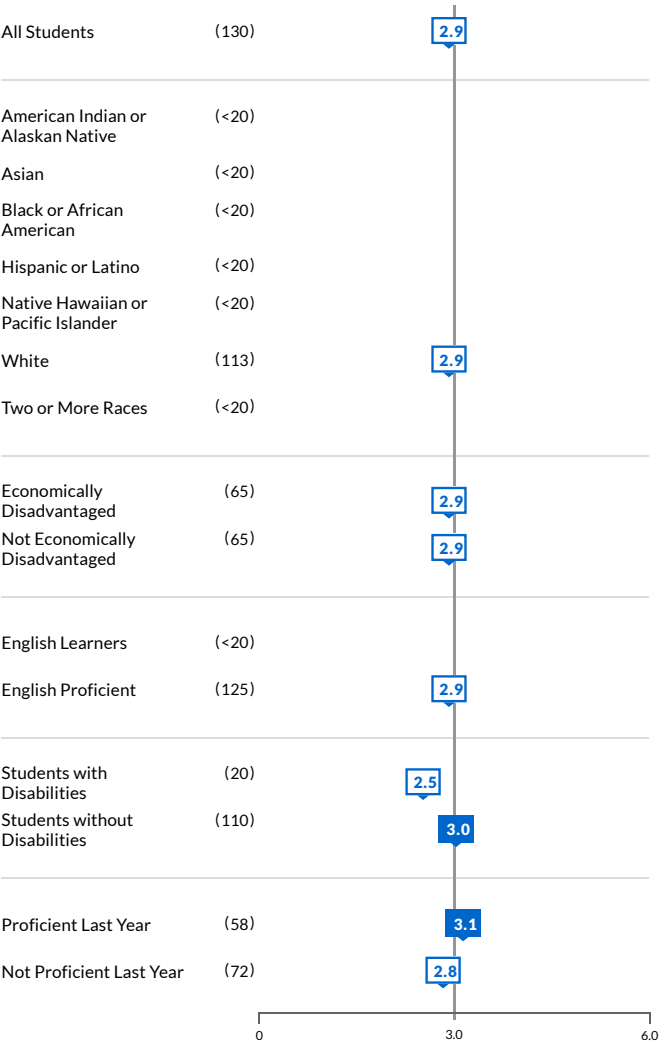 All Students (130) 2.9
American Indian or (<20)
Alaskan Native
Asian (<20)
Black or African (<20)
American
Hispanic or Latino (<20)
Native Hawaiian or (<20)
Pacific Islander
White (113) 2.9
Two or More Races (<20)
Economically (65) 2.9
Disadvantaged
Not Economically (65) 2.9
Disadvantaged
English Learners (<20)
English Proficient (125) 2.9
Students with (20) 2.5
Disabilities
Students without (110) 3.0
Disabilities
Proficient Last Year (58) 3.1
Not Proficient Last Year (72) 2.8
0 3.0 6.0